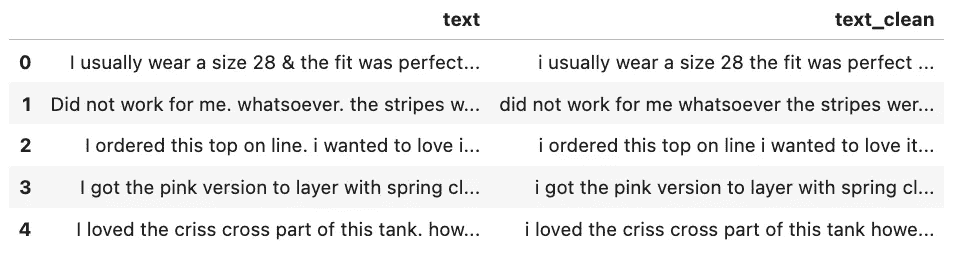 text text_clean
0 I usually wear a size 28 & the fit was perfect... i usually wear a size 28 the fit was perfect ...
1 Did not work for me. whatsoever. the stripes w... did not work for me whatsoever the stripes wer...
2 I ordered this top on line. i wanted to love i... i ordered this top on line i wanted to love it...
3 I got the pink version to layer with spring cl... i got the pink version to layer with spring cl...
4 I loved the criss cross part of this tank. how... i loved the criss cross part of this tank howe...